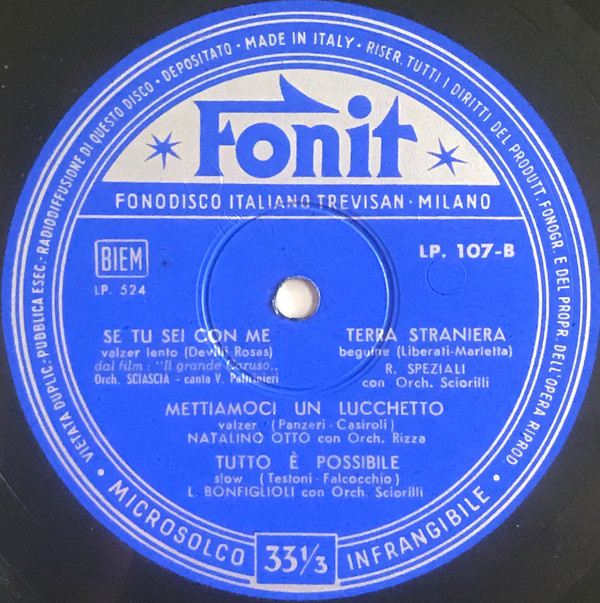 VIETATA DUPLIC. · PUBBLICA ESEC. · RADIODIFFUSIONE DI QUESTO DISCO · DEPOSITATO · MADE IN ITALY · RISER. TUTTI I DIRITTI DEL PRODUTT. FONOGR. E DEL PROPR. DELL'OPERA RIPROD.
Fonit
FONODISCO ITALIANO TREVISAN · MILANO
BIEM
LP. 107-B
LP. 524
SE TU SEI CON ME
valzer lento (Devilli Rosas)
dal film: "Il grande Caruso„
Orch. SCIASCIA - canta V. Paltrinieri
TERRA STRANIERA
beguine (Liberati-Marletta)
R. SPEZIALI
con Orch. Sciorilli
METTIAMOCI UN LUCCHETTO
valzer (Panzeri - Casiroli)
NATALINO OTTO con Orch. Rizza
TUTTO È POSSIBILE
slow (Testoni - Falcocchio)
L. BONFIGLIOLI con Orch. Sciorilli
· MICROSOLCO 33 1/3 INFRANGIBILE ·